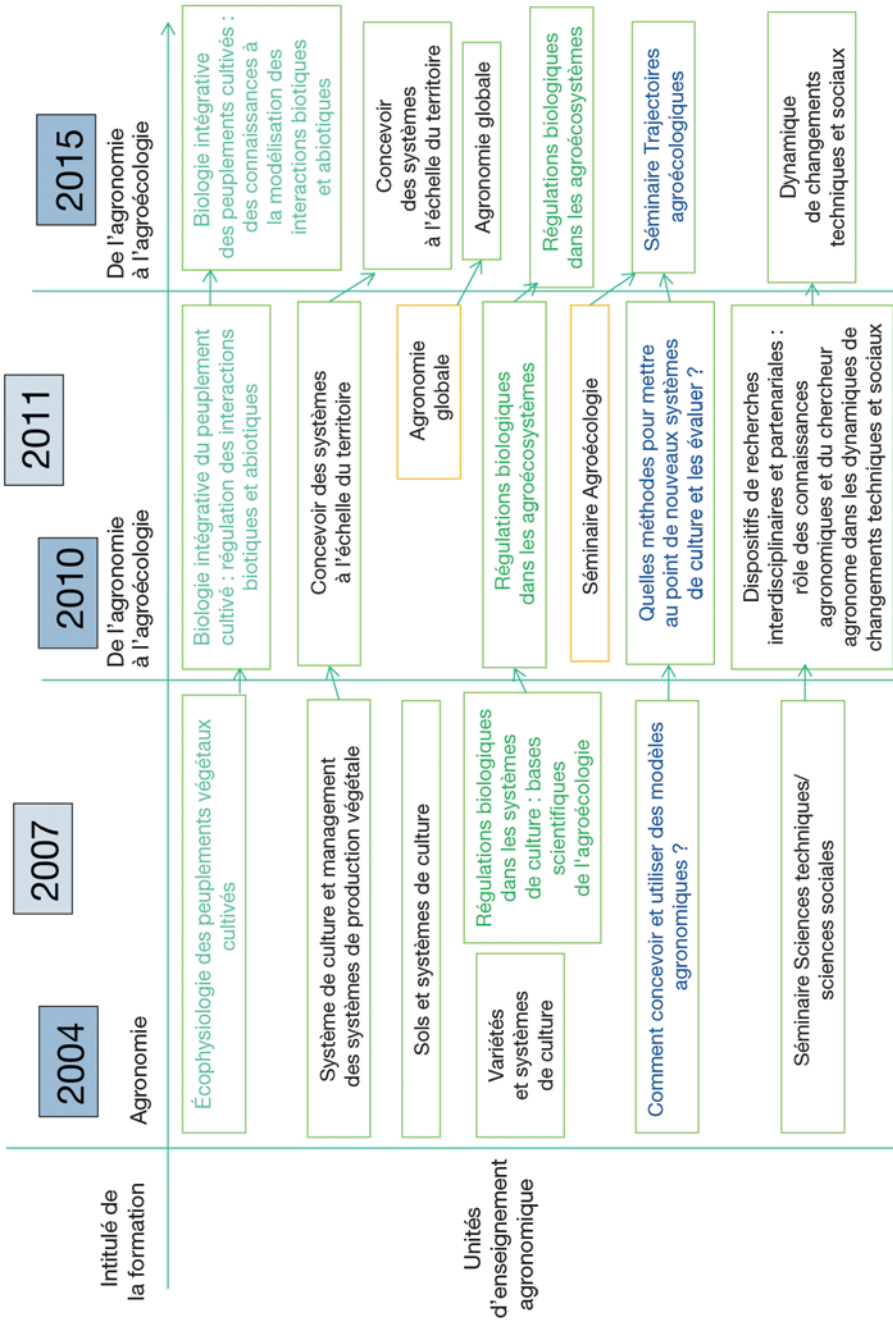 2004
2007
2010
2011
2015
Intitulé de
la formation
Agronomie
De l'agronomie
à l'agroécologie
De l'agronomie
à l'agroécologie
Unités
d'enseignement
agronomique
Écophysiologie des peuplements végétaux
cultivés
Biologie intégrative du peuplement
cultivé : régulation des interactions
biotiques et abiotiques
Biologie intégrative
des peuplements cultivés :
des connaissances à
la modélisation des
interactions biotiques
et abiotiques
Système de culture et management
des systèmes de production végétale
Concevoir des systèmes
à l'échelle du territoire
Concevoir
des systèmes
à l'échelle du territoire
Sols et systèmes de culture
Agronomie
globale
Agronomie globale
Variétés
et systèmes
de culture
Régulations biologiques
dans les systèmes
de culture : bases
scientifiques
de l'agroécologie
Régulations biologiques
dans les agroécosystèmes
Régulations biologiques
dans les agroécosystèmes
Séminaire Agroécologie
Comment concevoir et utiliser des modèles
agronomiques ?
Quelles méthodes pour mettre
au point de nouveaux systèmes
de culture et les évaluer ?
Séminaire Trajectoires
agroécologiques
Séminaire Sciences techniques/
sciences sociales
Dispositifs de recherches
interdisciplinaires et partenariales :
rôle des connaissances
agronomiques et du chercheur
agronome dans les dynamiques de
changements techniques et sociaux
Dynamique
de changements
techniques et sociaux